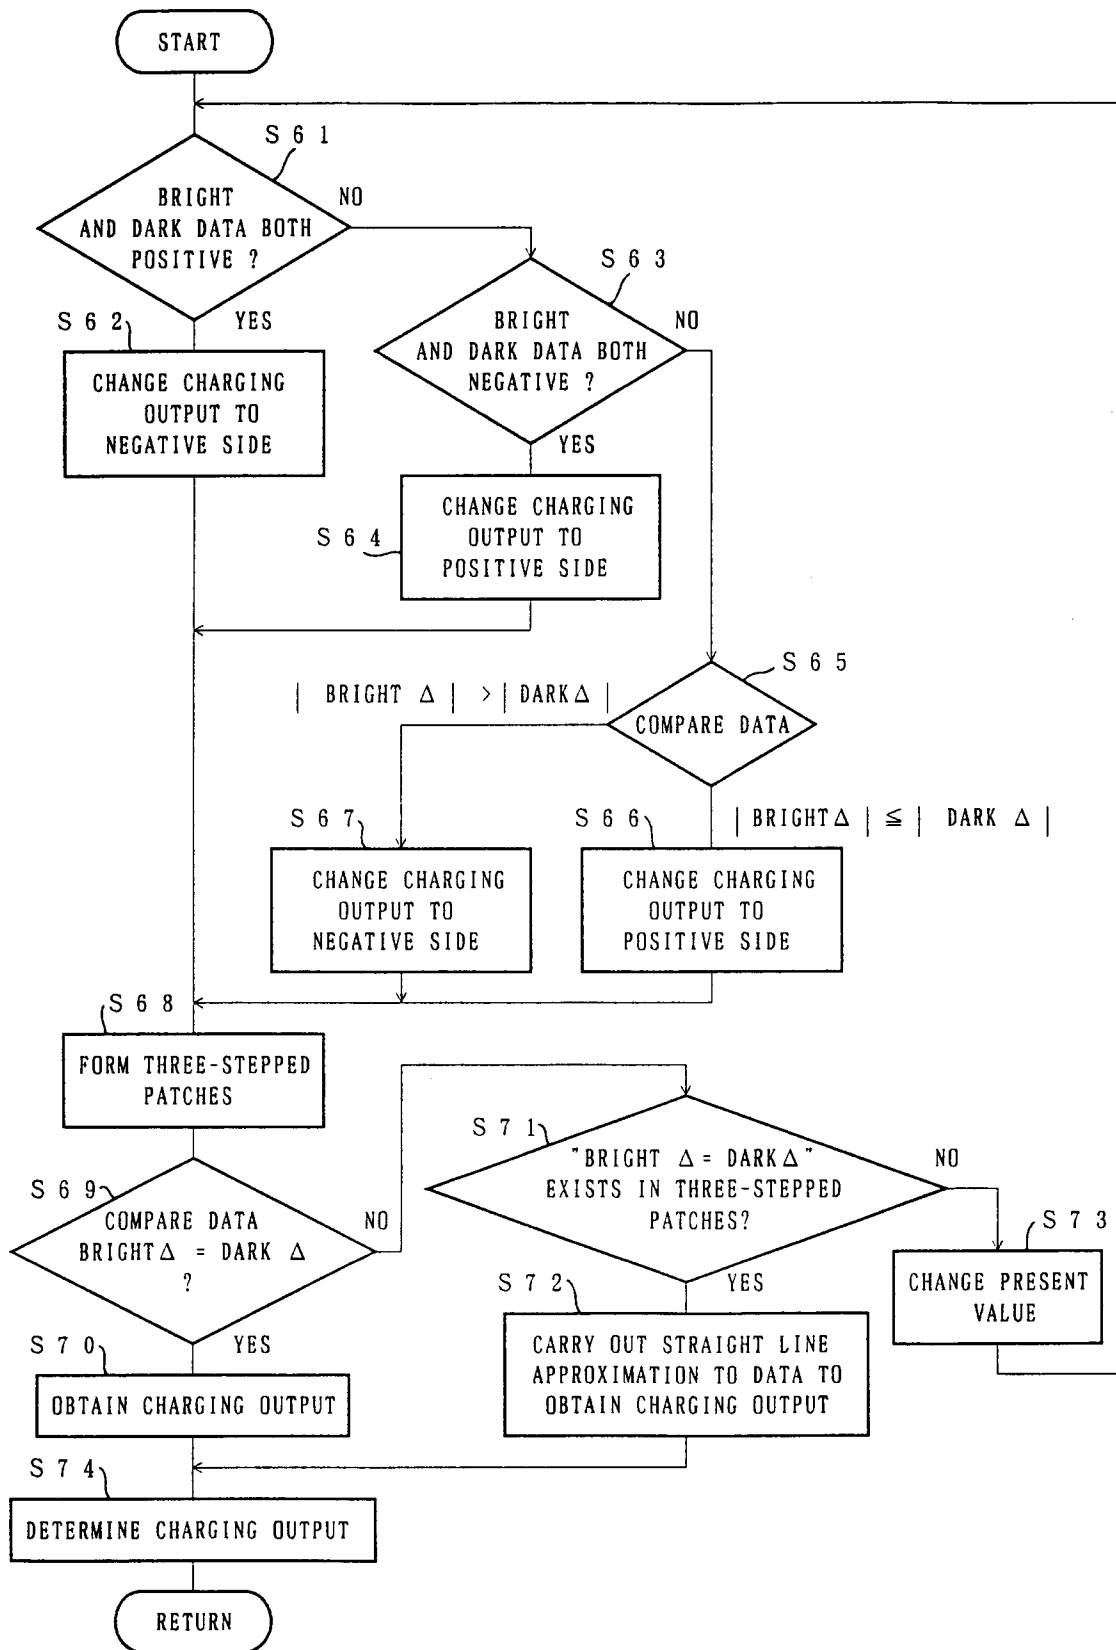 START
S 6 1
BRIGHT
AND DARK DATA BOTH
POSITIVE ?
NO
S 6 3
S 6 2
YES
BRIGHT
AND DARK DATA BOTH
NEGATIVE ?
NO
CHANGE CHARGING
OUTPUT TO
NEGATIVE SIDE
YES
S 6 4
CHANGE CHARGING
OUTPUT TO
POSITIVE SIDE
S 6 5
| BRIGHT Δ | > | DARK Δ |
COMPARE DATA
S 6 7
S 6 6
| BRIGHT Δ | ≦ | DARK Δ |
CHANGE CHARGING
OUTPUT TO
NEGATIVE SIDE
CHANGE CHARGING
OUTPUT TO
POSITIVE SIDE
S 6 8
FORM THREE-STEPPED
PATCHES
S 7 1
"BRIGHT Δ = DARK Δ"
EXISTS IN THREE-STEPPED
PATCHES?
NO
S 6 9
COMPARE DATA
BRIGHT Δ = DARK Δ
?
NO
S 7 3
CHANGE PRESENT
VALUE
S 7 2
YES
CARRY OUT STRAIGHT LINE
APPROXIMATION TO DATA TO
OBTAIN CHARGING OUTPUT
S 7 0
YES
OBTAIN CHARGING OUTPUT
S 7 4
DETERMINE CHARGING OUTPUT
RETURN